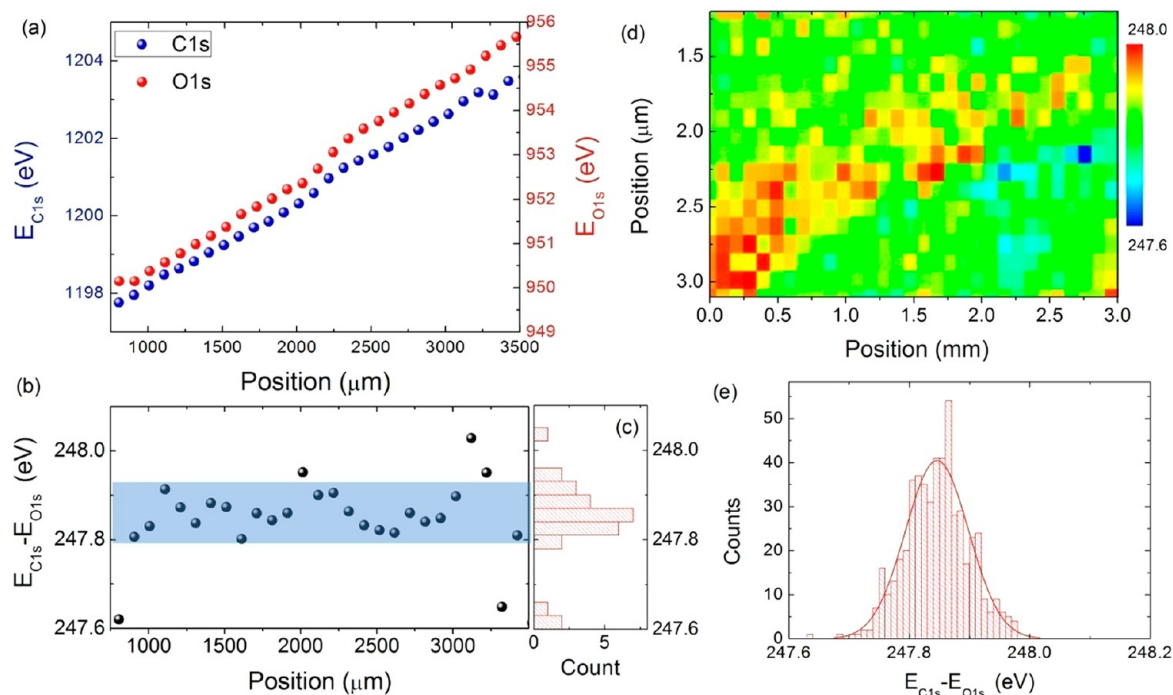 (a)
C1s
O1s
1204
1202
1200
1198
E_C1s (eV)
956
955
954
953
952
951
950
949
E_O1s (eV)
1000 1500 2000 2500 3000 3500
Position (μm)
(d)
1.5
2.0
2.5
3.0
Position (μm)
0.0 0.5 1.0 1.5 2.0 2.5 3.0
Position (mm)
248.0
247.6
(b)
248.0
247.8
247.6
E_C1s-E_O1s (eV)
1000 1500 2000 2500 3000
Position (μm)
(c)
248.0
247.8
247.6
0 5
Count
(e)
50
40
30
20
10
0
Counts
247.6 247.8 248.0 248.2
E_C1s-E_O1s (eV)